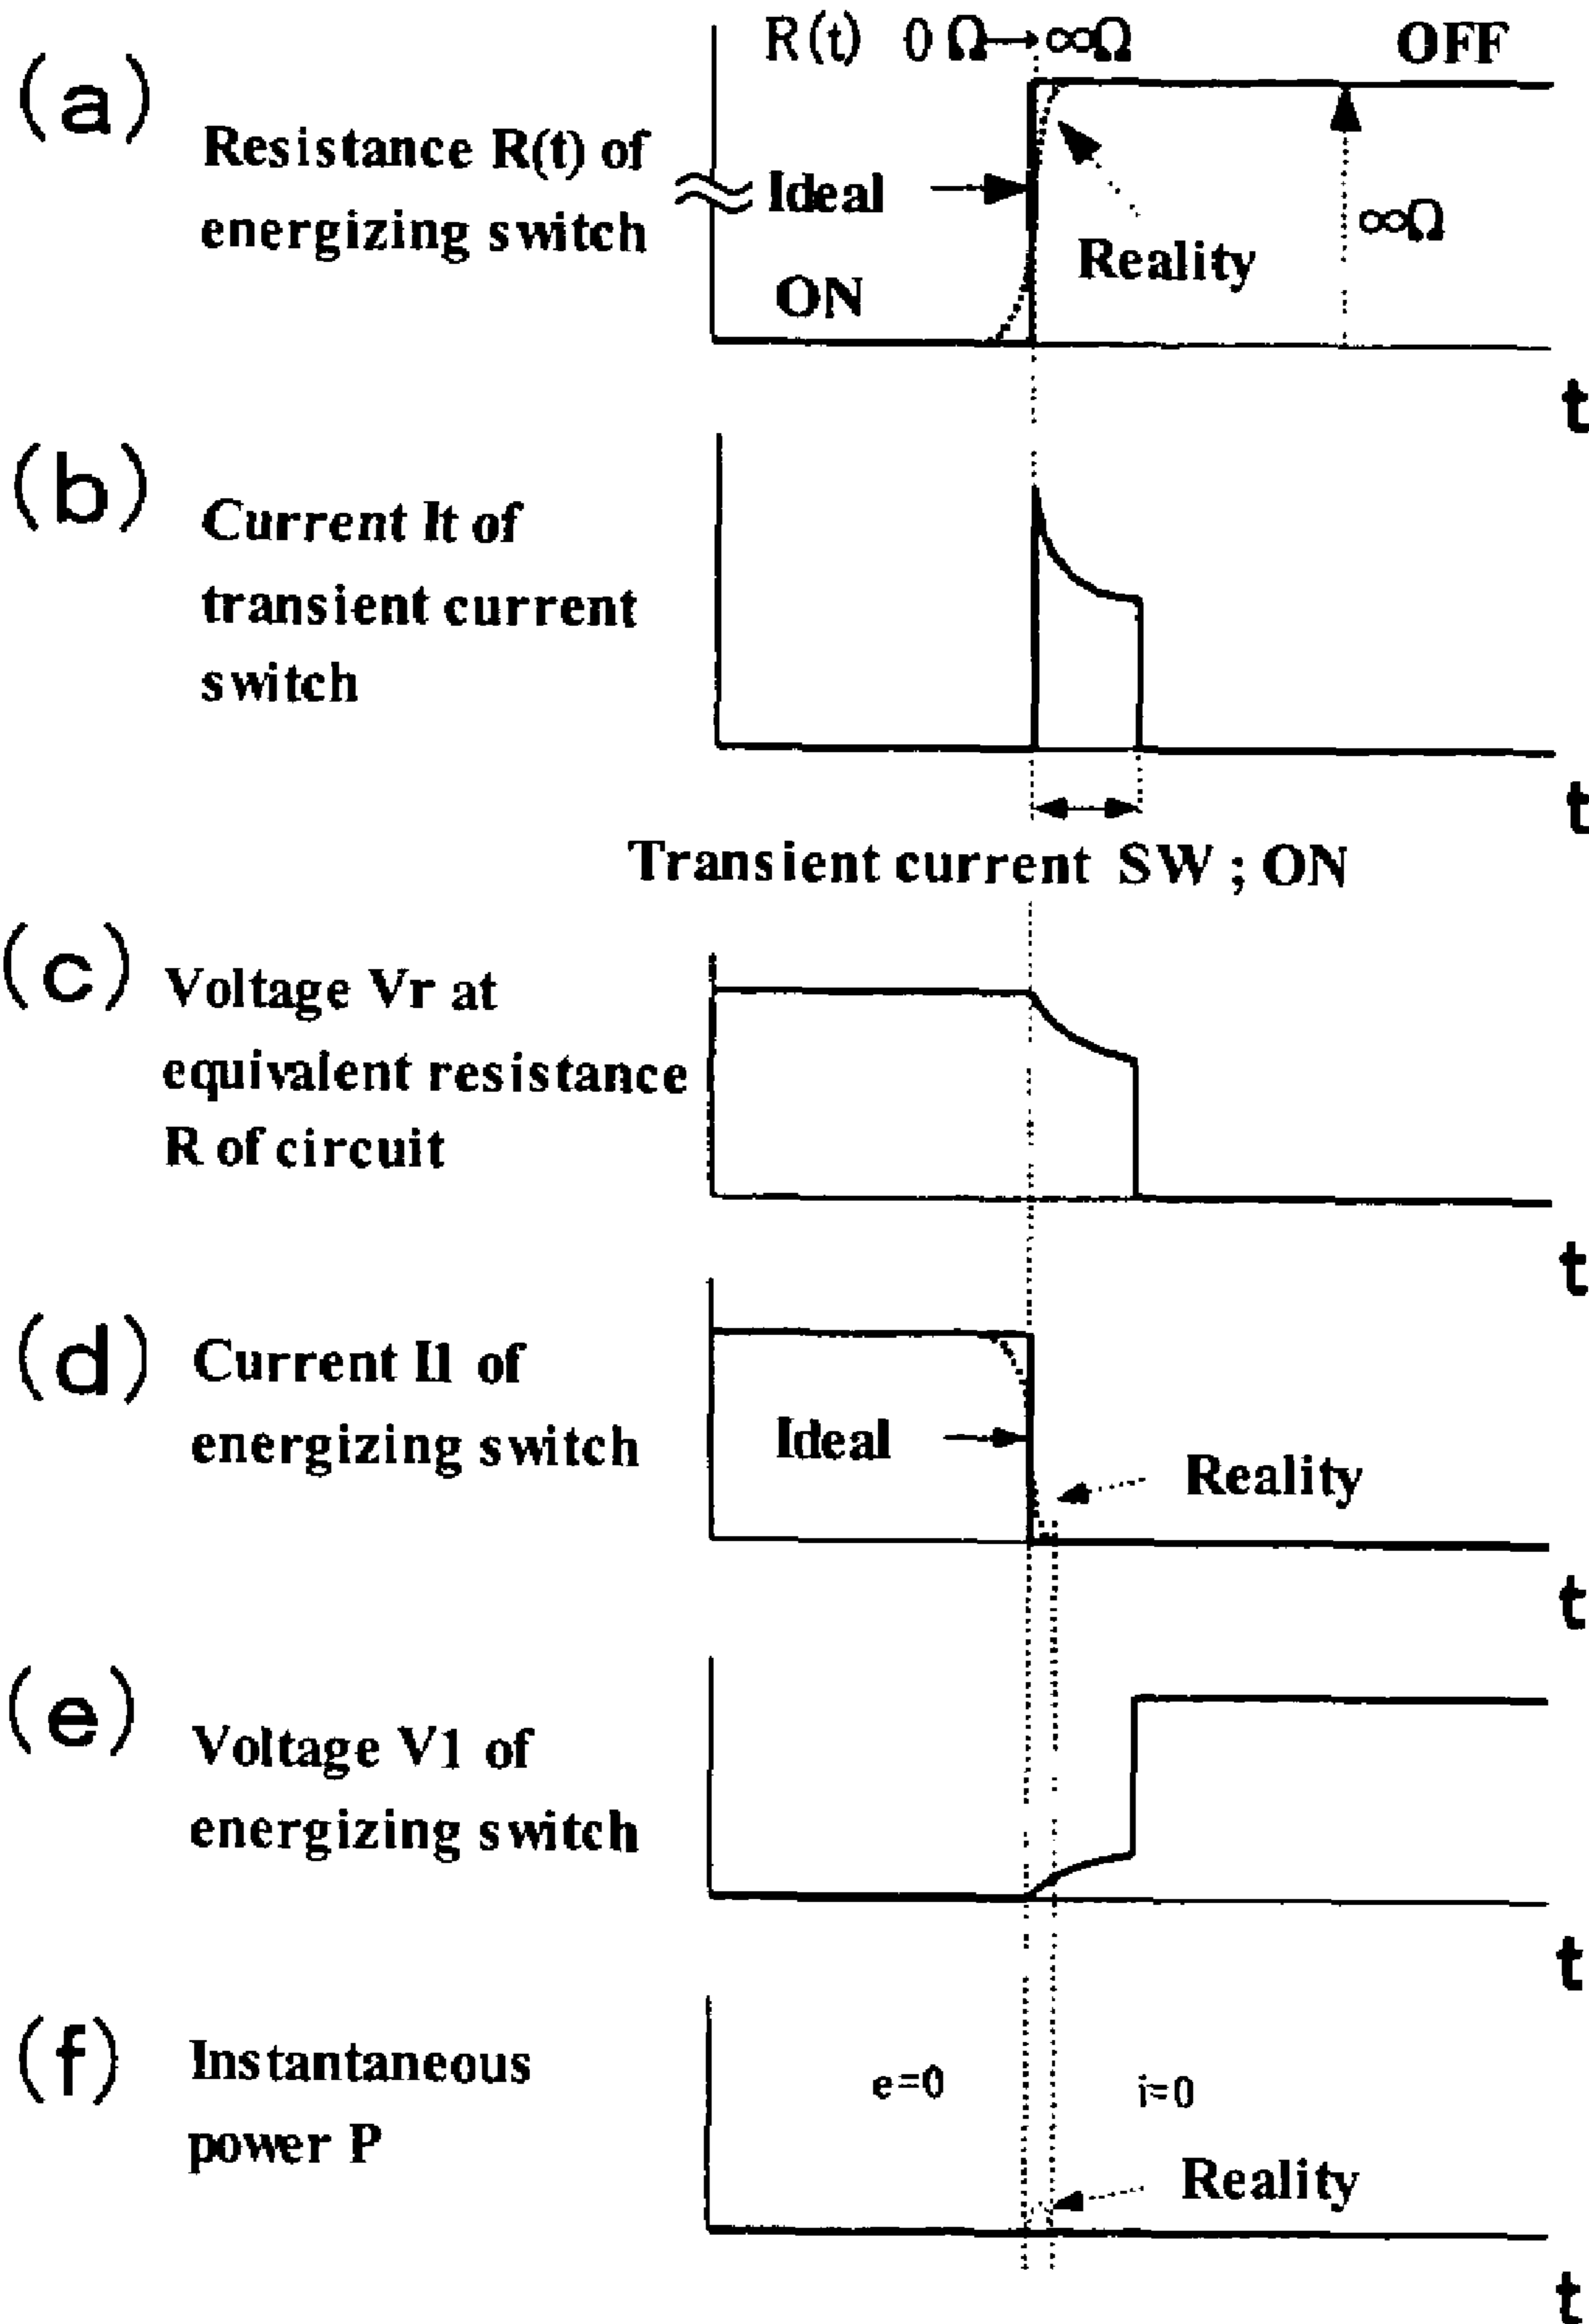 (a)
R(t) 0Ω→∞Ω
OFF
Resistance R(t) of
energizing switch
Ideal
∞Ω
Reality
ON
t
(b)
Current It of
transient current
switch
t
Transient current SW ; ON
(c)
Voltage Vr at
equivalent resistance
R of circuit
t
(d)
Current I1 of
energizing switch
Ideal
Reality
t
(e)
Voltage V1 of
energizing switch
t
(f)
Instantaneous
power P
e=0
i=0
Reality
t